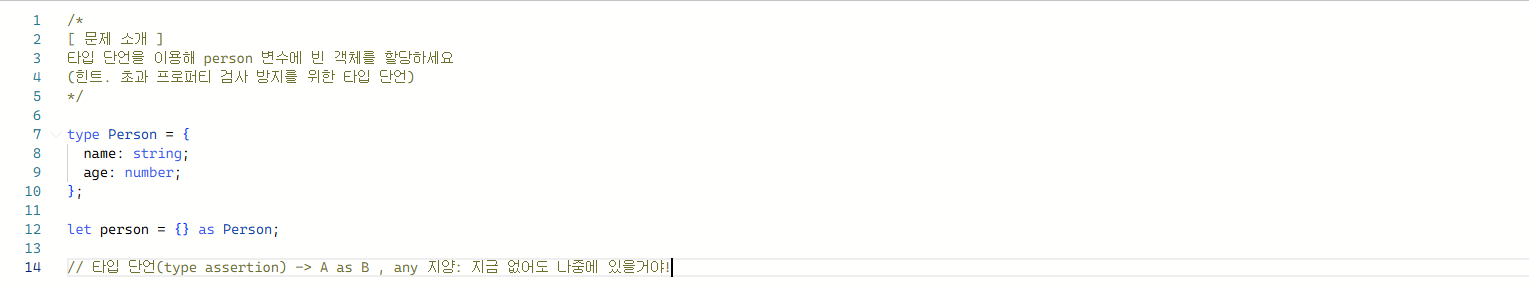 1 /*
2 [ 문제 소개 ]
3 타입 단언을 이용해 person 변수에 빈 객체를 할당하세요
4 (힌트. 초과 프로퍼티 검사 방지를 위한 타입 단언)
5 */
6
7 type Person = {
8 name: string;
9 age: number;
10 };
11
12 let person = {} as Person;
13
14 // 타입 단언(type assertion) -> A as B , any 지양: 지금 없어도 나중에 있을거야!